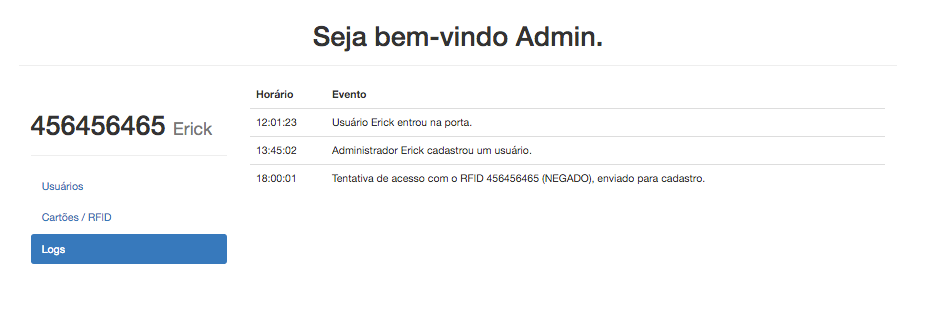 Seja bem-vindo Admin.
456456465 Erick
Usuários
Cartões / RFID
Logs
Horário Evento
12:01:23 Usuário Erick entrou na porta.
13:45:02 Administrador Erick cadastrou um usuário.
18:00:01 Tentativa de acesso com o RFID 456456465 (NEGADO), enviado para cadastro.